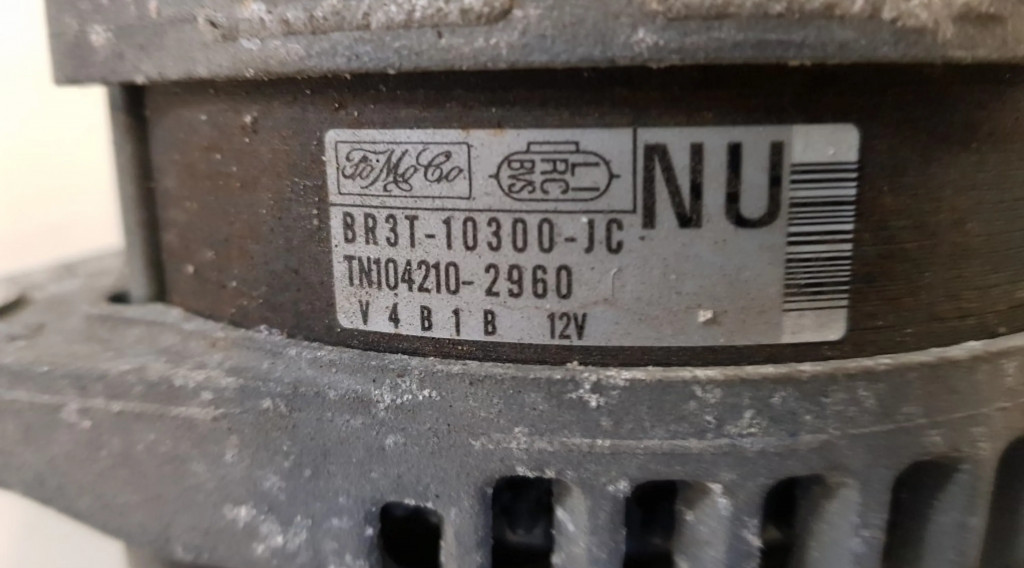 FoMoCo
LI
RC
BVS
NU
BR3T-10300-JC
TN104210-2960
V 4 B 1 B 12V